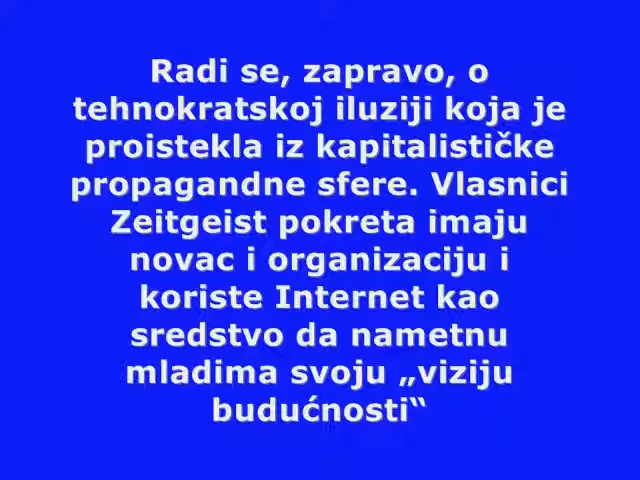 Radi se, zapravo, o
tehnokratskoj iluziji koja je
proistekla iz kapitalističke
propagandne sfere. Vlasnici
Zeitgeist pokreta imaju
novac i organizaciju i
koriste Internet kao
sredstvo da nametnu
mladima svoju „viziju
budućnosti“